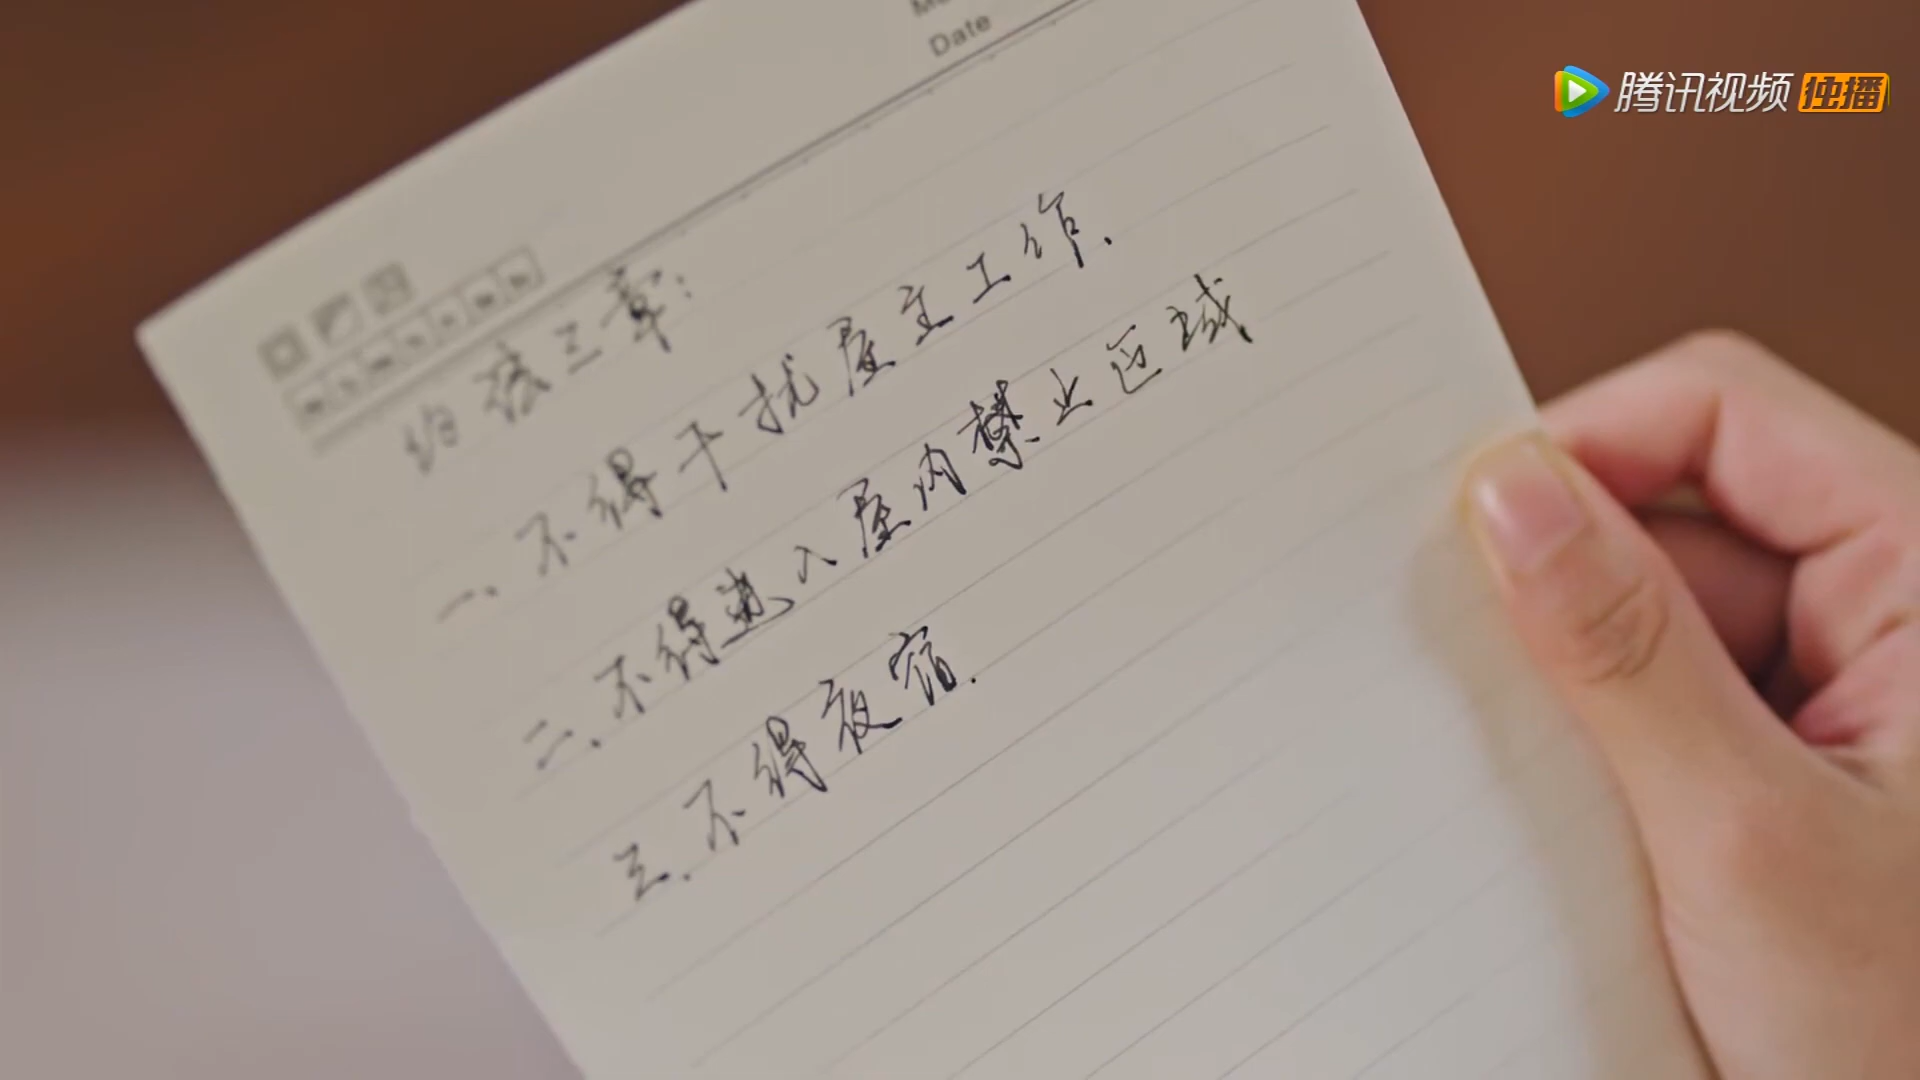 Date
腾讯视频 独播
约法三章:
一、不得干扰屋主工作.
二、不得进入屋内禁止区域
三、不得夜宿.